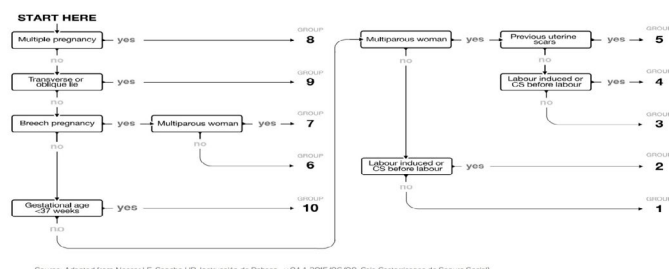 START HERE
Multiple pregnancy
yes
GROUP
8
no
Transverse or
oblique lie
yes
GROUP
9
no
Breech pregnancy
yes
Multiparous woman
yes
GROUP
7
no
no
GROUP
6
Gestational age
<37 weeks
yes
GROUP
10
no
Multiparous woman
yes
Previous uterine
scars
yes
GROUP
5
no
no
Labour induced or
CS before labour
yes
GROUP
4
no
GROUP
3
Labour induced or
CS before labour
yes
GROUP
2
no
GROUP
1